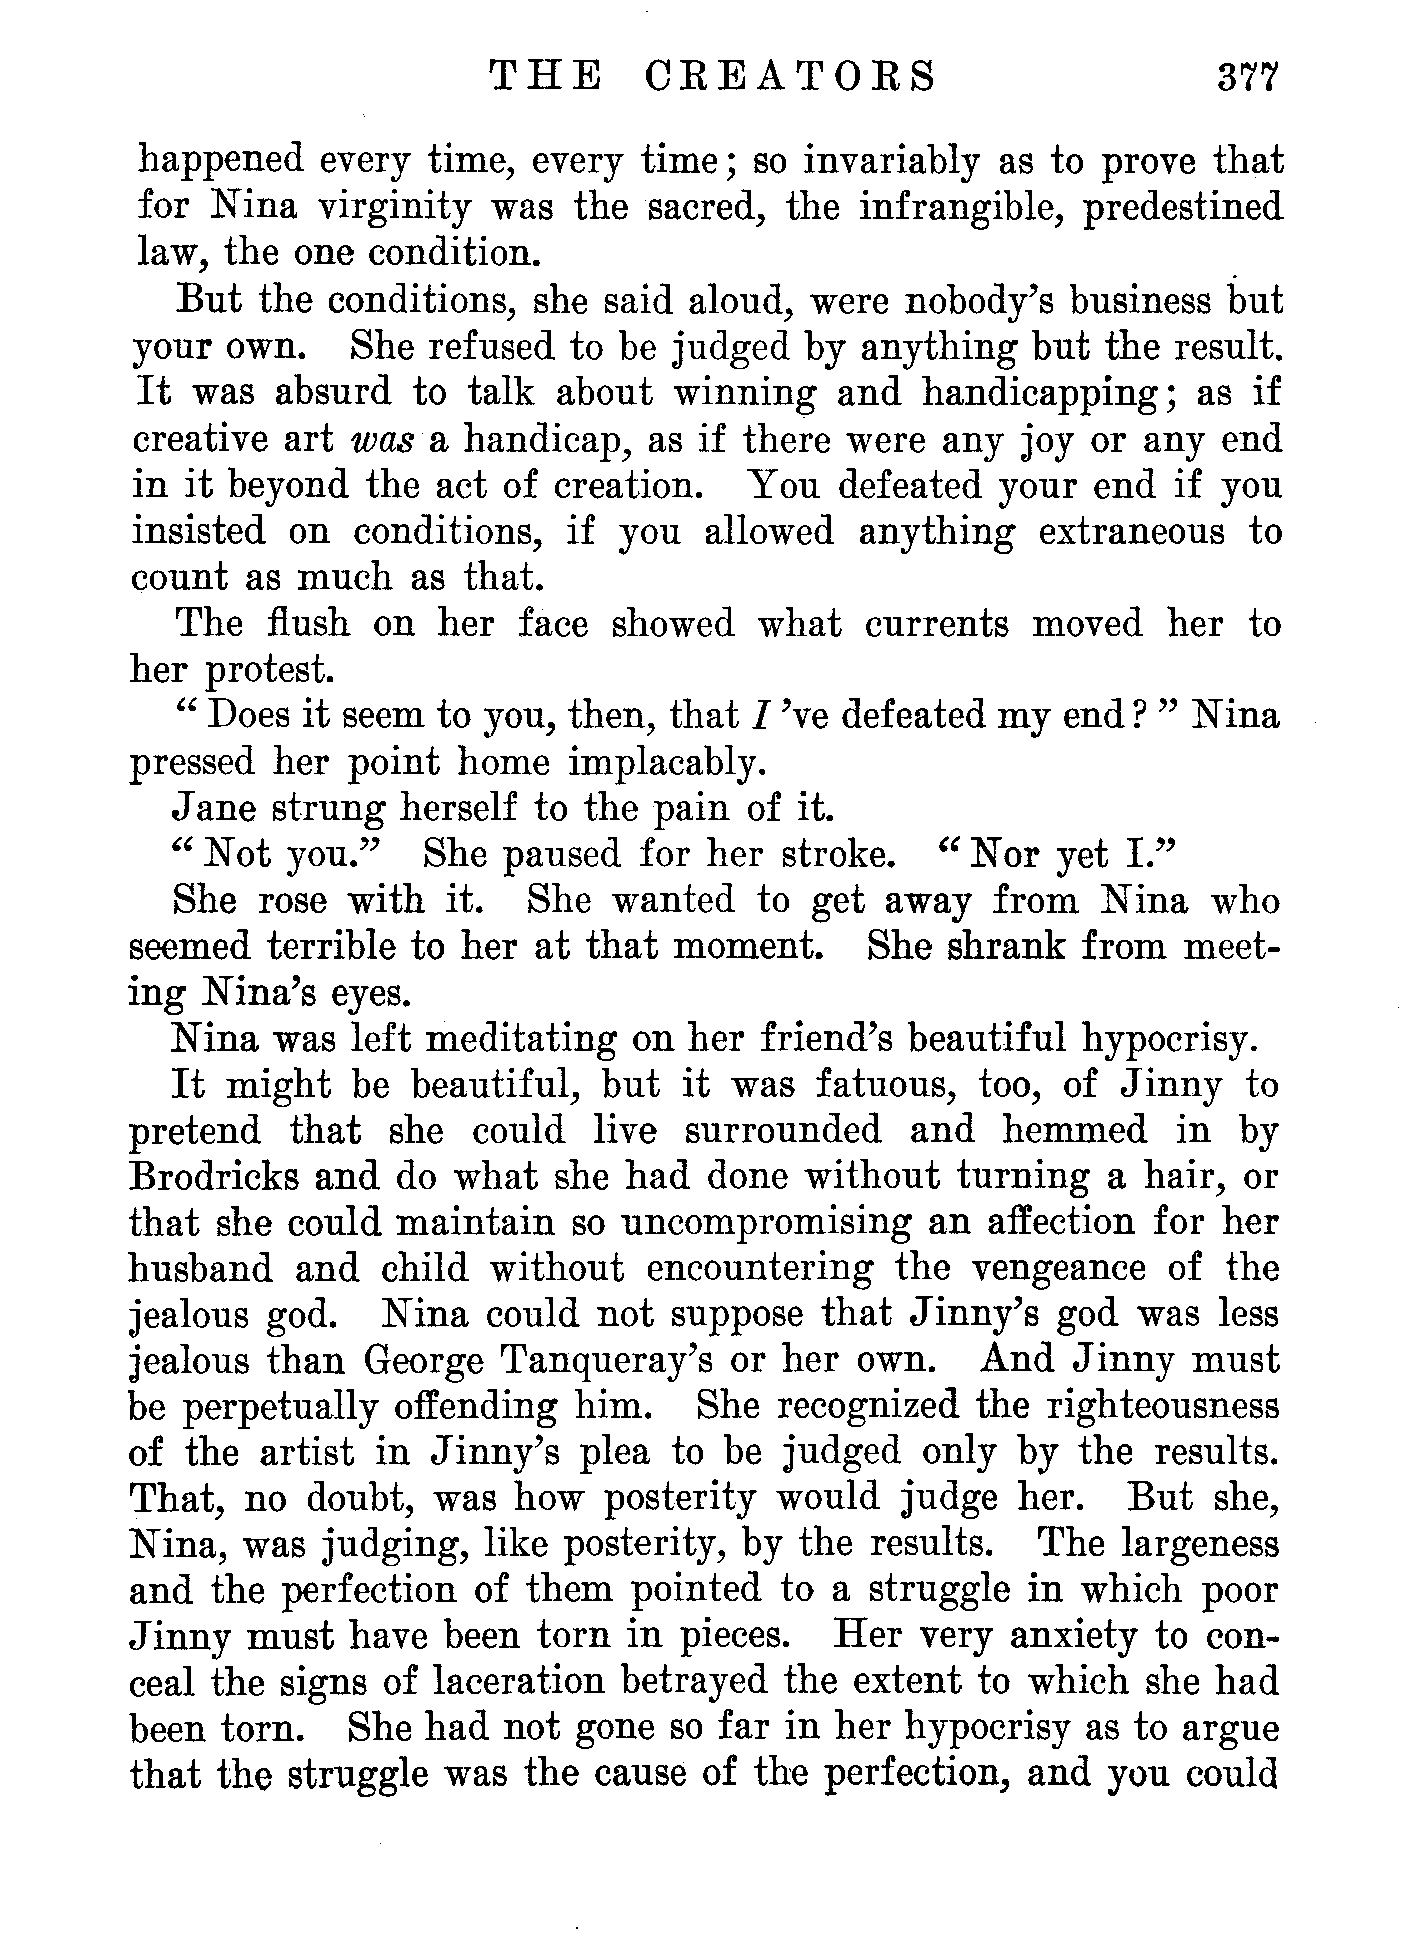 THE CREATORS 377
happened every time, every time; so invariably as to prove that
for Nina virginity was the sacred, the infrangible, predestined
law, the one condition.
But the conditions, she said aloud, were nobody's business but
your own. She refused to be judged by anything but the result.
It was absurd to talk about winning and handicapping; as if
creative art was a handicap, as if there were any joy or any end
in it beyond the act of creation. You defeated your end if you
insisted on conditions, if you allowed anything extraneous to
count as much as that.
The flush on her face showed what currents moved her to
her protest.
“ Does it seem to you, then, that I 've defeated my end? ” Nina
pressed her point home implacably.
Jane strung herself to the pain of it.
“ Not you.” She paused for her stroke. “ Nor yet I.”
She rose with it. She wanted to get away from Nina who
seemed terrible to her at that moment. She shrank from meet-
ing Nina's eyes.
Nina was left meditating on her friend's beautiful hypocrisy.
It might be beautiful, but it was fatuous, too, of Jinny to
pretend that she could live surrounded and hemmed in by
Brodricks and do what she had done without turning a hair, or
that she could maintain so uncompromising an affection for her
husband and child without encountering the vengeance of the
jealous god. Nina could not suppose that Jinny's god was less
jealous than George Tanqueray's or her own. And Jinny must
be perpetually offending him. She recognized the righteousness
of the artist in Jinny's plea to be judged only by the results.
That, no doubt, was how posterity would judge her. But she,
Nina, was judging, like posterity, by the results. The largeness
and the perfection of them pointed to a struggle in which poor
Jinny must have been torn in pieces. Her very anxiety to con-
ceal the signs of laceration betrayed the extent to which she had
been torn. She had not gone so far in her hypocrisy as to argue
that the struggle was the cause of the perfection, and you could